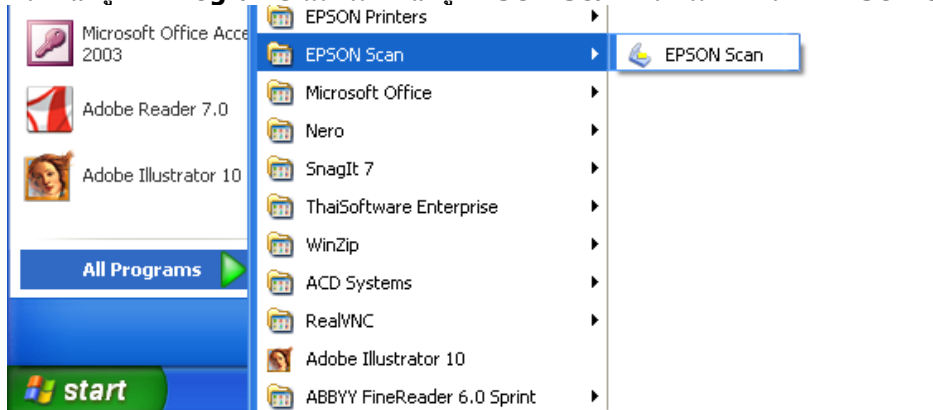 Microsoft Office Acce
2003
Adobe Reader 7.0
Adobe Illustrator 10
All Programs
start
EPSON Printers
EPSON Scan
Microsoft Office
Nero
SnagIt 7
ThaiSoftware Enterprise
WinZip
ACD Systems
RealVNC
Adobe Illustrator 10
ABBYY FineReader 6.0 Sprint
EPSON Scan